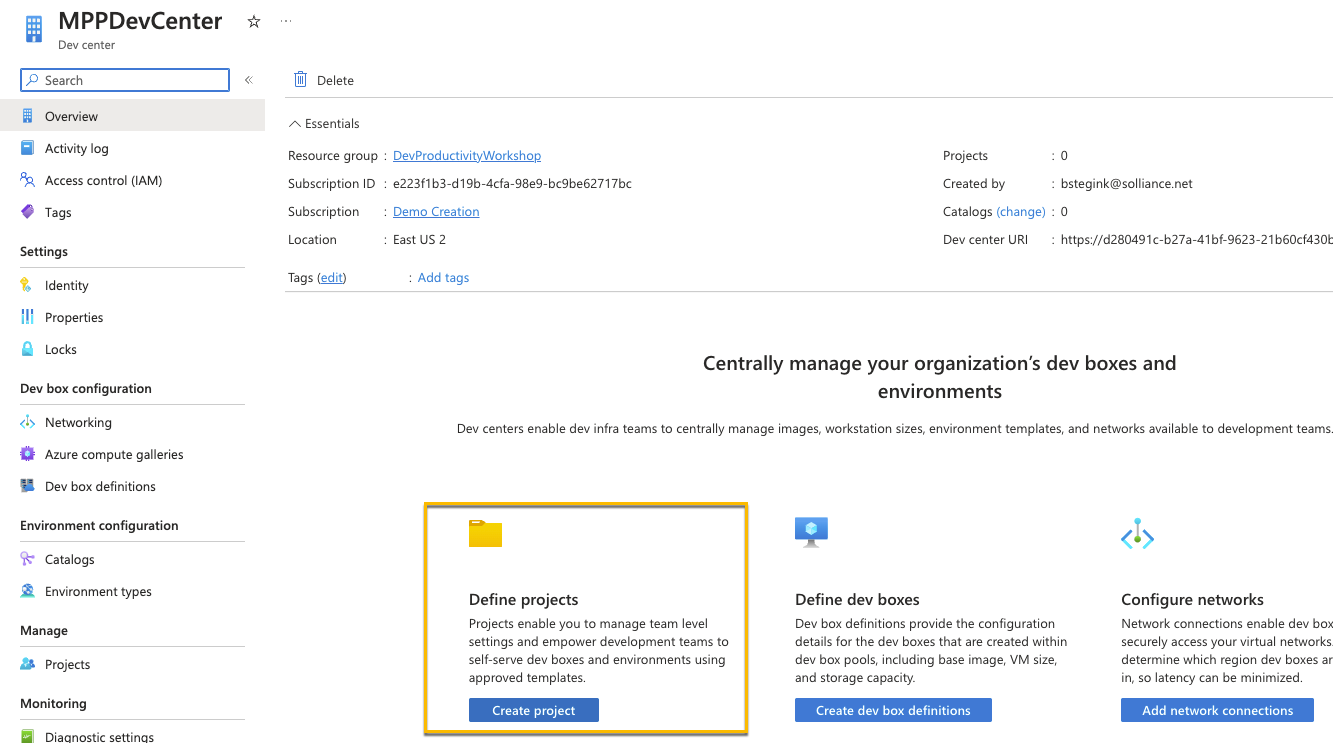 MPPDevCenter
Dev center
Search
Overview
Activity log
Access control (IAM)
Tags
Settings
Identity
Properties
Locks
Dev box configuration
Networking
Azure compute galleries
Dev box definitions
Environment configuration
Catalogs
Environment types
Manage
Projects
Monitoring
Diagnostic settings
Delete
Essentials
Resource group : DevProductivityWorkshop
Subscription ID : e223f1b3-d19b-4cfa-98e9-bc9be62717bc
Subscription : Demo Creation
Location : East US 2
Projects : 0
Created by : bstegink@solliance.net
Catalogs (change) : 0
Dev center URI : https://d280491c-b27a-41bf-9623-21b60cf430b
Tags (edit) : Add tags
Centrally manage your organization’s dev boxes and
environments
Dev centers enable dev infra teams to centrally manage images, workstation sizes, environment templates, and networks available to development teams.
Define projects
Projects enable you to manage team level
settings and empower development teams to
self-serve dev boxes and environments using
approved templates.
Create project
Define dev boxes
Dev box definitions provide the configuration
details for the dev boxes that are created within
dev box pools, including base image, VM size,
and storage capacity.
Create dev box definitions
Configure networks
Network connections enable dev box
securely access your virtual networks.
determine which region dev boxes ar
in, so latency can be minimized.
Add network connections